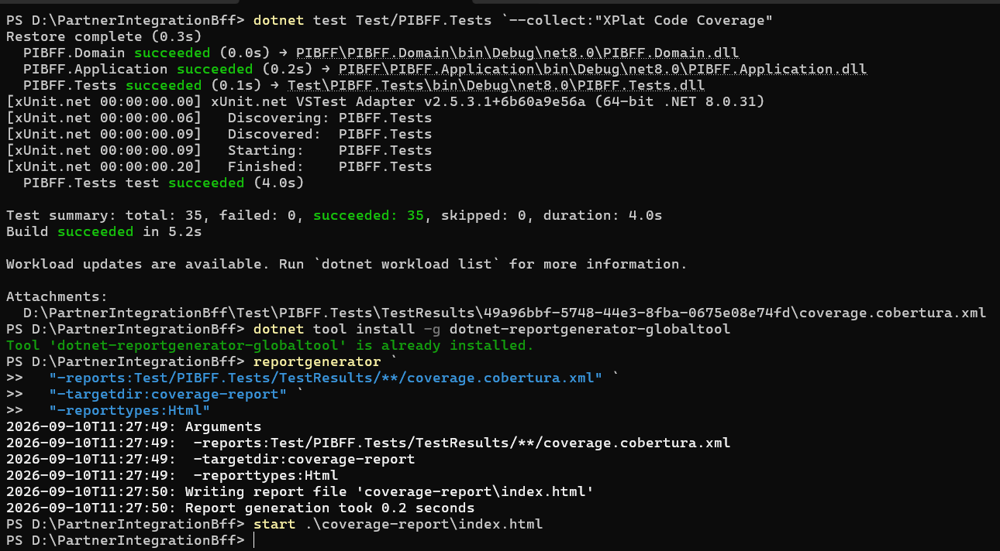 PS D:\PartnerIntegrationBff> dotnet test Test/PIBFF.Tests `--collect:"XPlat Code Coverage"
Restore complete (0.3s)
  PIBFF.Domain succeeded (0.0s) → PIBFF\PIBFF.Domain\bin\Debug\net8.0\PIBFF.Domain.dll
  PIBFF.Application succeeded (0.2s) → PIBFF\PIBFF.Application\bin\Debug\net8.0\PIBFF.Application.dll
  PIBFF.Tests succeeded (0.1s) → Test\PIBFF.Tests\bin\Debug\net8.0\PIBFF.Tests.dll
[xUnit.net 00:00:00.00] xUnit.net VSTest Adapter v2.5.3.1+6b60a9e56a (64-bit .NET 8.0.31)
[xUnit.net 00:00:00.06]   Discovering: PIBFF.Tests
[xUnit.net 00:00:00.09]   Discovered:  PIBFF.Tests
[xUnit.net 00:00:00.09]   Starting:    PIBFF.Tests
[xUnit.net 00:00:00.20]   Finished:    PIBFF.Tests
  PIBFF.Tests test succeeded (4.0s)

Test summary: total: 35, failed: 0, succeeded: 35, skipped: 0, duration: 4.0s
Build succeeded in 5.2s

Workload updates are available. Run `dotnet workload list` for more information.

Attachments:
  D:\PartnerIntegrationBff\Test\PIBFF.Tests\TestResults\49a96bbf-5748-44e3-8fba-0675e08e74fd\coverage.cobertura.xml
PS D:\PartnerIntegrationBff> dotnet tool install -g dotnet-reportgenerator-globaltool
Tool 'dotnet-reportgenerator-globaltool' is already installed.
PS D:\PartnerIntegrationBff> reportgenerator `
>>   "-reports:Test/PIBFF.Tests/TestResults/**/coverage.cobertura.xml" `
>>   "-targetdir:coverage-report" `
>>   "-reporttypes:Html"
2026-09-10T11:27:49: Arguments
2026-09-10T11:27:49:  -reports:Test/PIBFF.Tests/TestResults/**/coverage.cobertura.xml
2026-09-10T11:27:49:  -targetdir:coverage-report
2026-09-10T11:27:49:  -reporttypes:Html
2026-09-10T11:27:50: Writing report file 'coverage-report\index.html'
2026-09-10T11:27:50: Report generation took 0.2 seconds
PS D:\PartnerIntegrationBff> start .\coverage-report\index.html
PS D:\PartnerIntegrationBff>